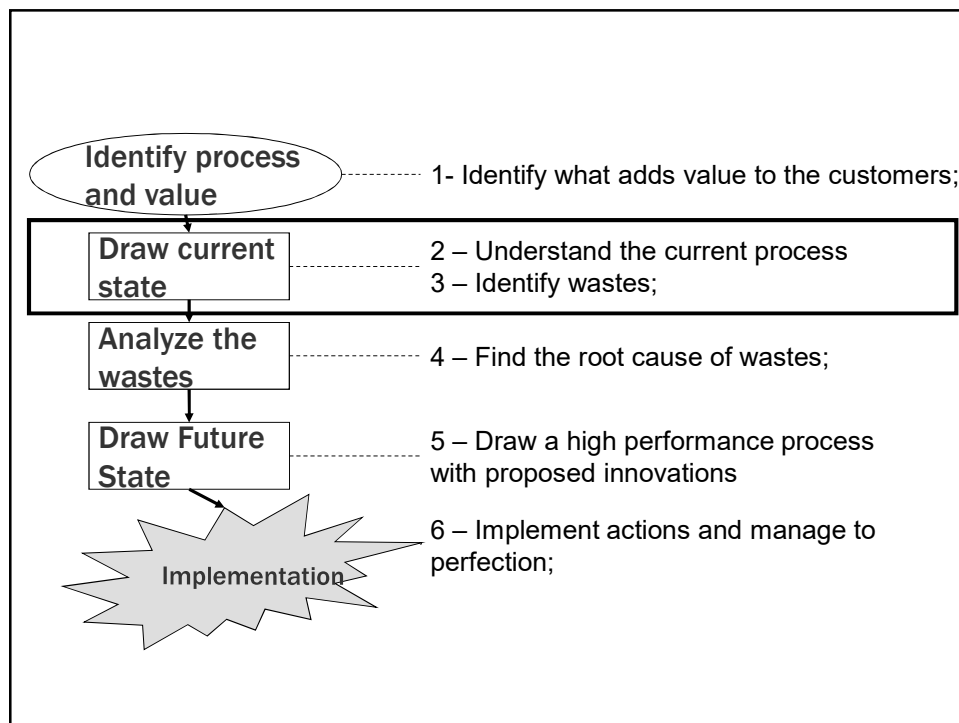 Identify process
and value
1- Identify what adds value to the customers;
Draw current
state
2 – Understand the current process
3 – Identify wastes;
Analyze the
wastes
4 – Find the root cause of wastes;
Draw Future
State
5 – Draw a high performance process
with proposed innovations
Implementation
6 – Implement actions and manage to
perfection;